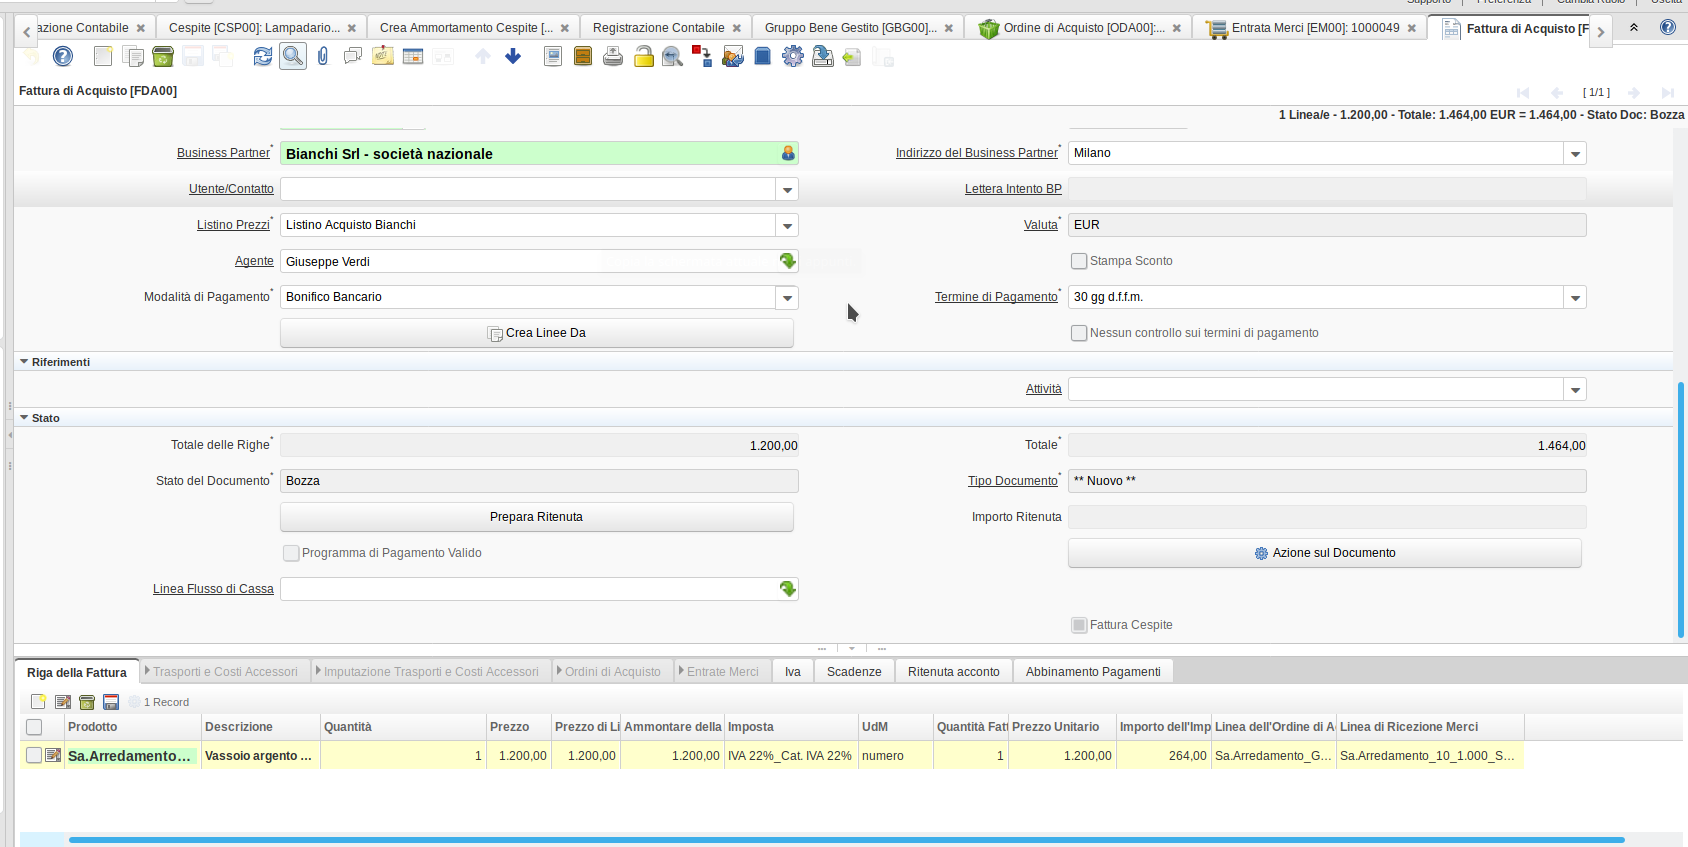 Supporto Preferenza Cambia Ruolo Uscita
azione Contabile Cespite [CSP00]: Lampadario... Crea Ammortamento Cespite [... Registrazione Contabile Gruppo Bene Gestito [GBG00]... Ordine di Acquisto [ODA00]:... Entrata Merci [EM00]: 1000049 Fattura di Acquisto [F
Fattura di Acquisto [FDA00]
[ 1/1 ]
1 Linea/e - 1.200,00 - Totale: 1.464,00 EUR = 1.464,00 - Stato Doc: Bozza
Business Partner* Bianchi Srl - società nazionale Indirizzo del Business Partner* Milano
Utente/Contatto Lettera Intento BP
Listino Prezzi* Listino Acquisto Bianchi Valuta* EUR
Agente Giuseppe Verdi Stampa Sconto
Modalità di Pagamento* Bonifico Bancario Termine di Pagamento* 30 gg d.f.f.m.
Crea Linee Da Nessun controllo sui termini di pagamento
Riferimenti
Attività
Stato
Totale delle Righe* 1.200,00 Totale* 1.464,00
Stato del Documento* Bozza Tipo Documento* ** Nuovo **
Prepara Ritenuta Importo Ritenuta
Programma di Pagamento Valido Azione sul Documento
Linea Flusso di Cassa
Fattura Cespite
Riga della Fattura Trasporti e Costi Accessori Imputazione Trasporti e Costi Accessori Ordini di Acquisto Entrate Merci Iva Scadenze Ritenuta acconto Abbinamento Pagamenti
1 Record
Prodotto Descrizione Quantità Prezzo Prezzo di Li Ammontare della Imposta UdM Quantità Fatt Prezzo Unitario Importo dell'Imp Linea dell'Ordine di A Linea di Ricezione Merci
Sa.Arredamento... Vassoio argento ... 1 1.200,00 1.200,00 1.200,00 IVA 22%_Cat. IVA 22% numero 1 1.200,00 264,00 Sa.Arredamento_G... Sa.Arredamento_10_1.000_S...